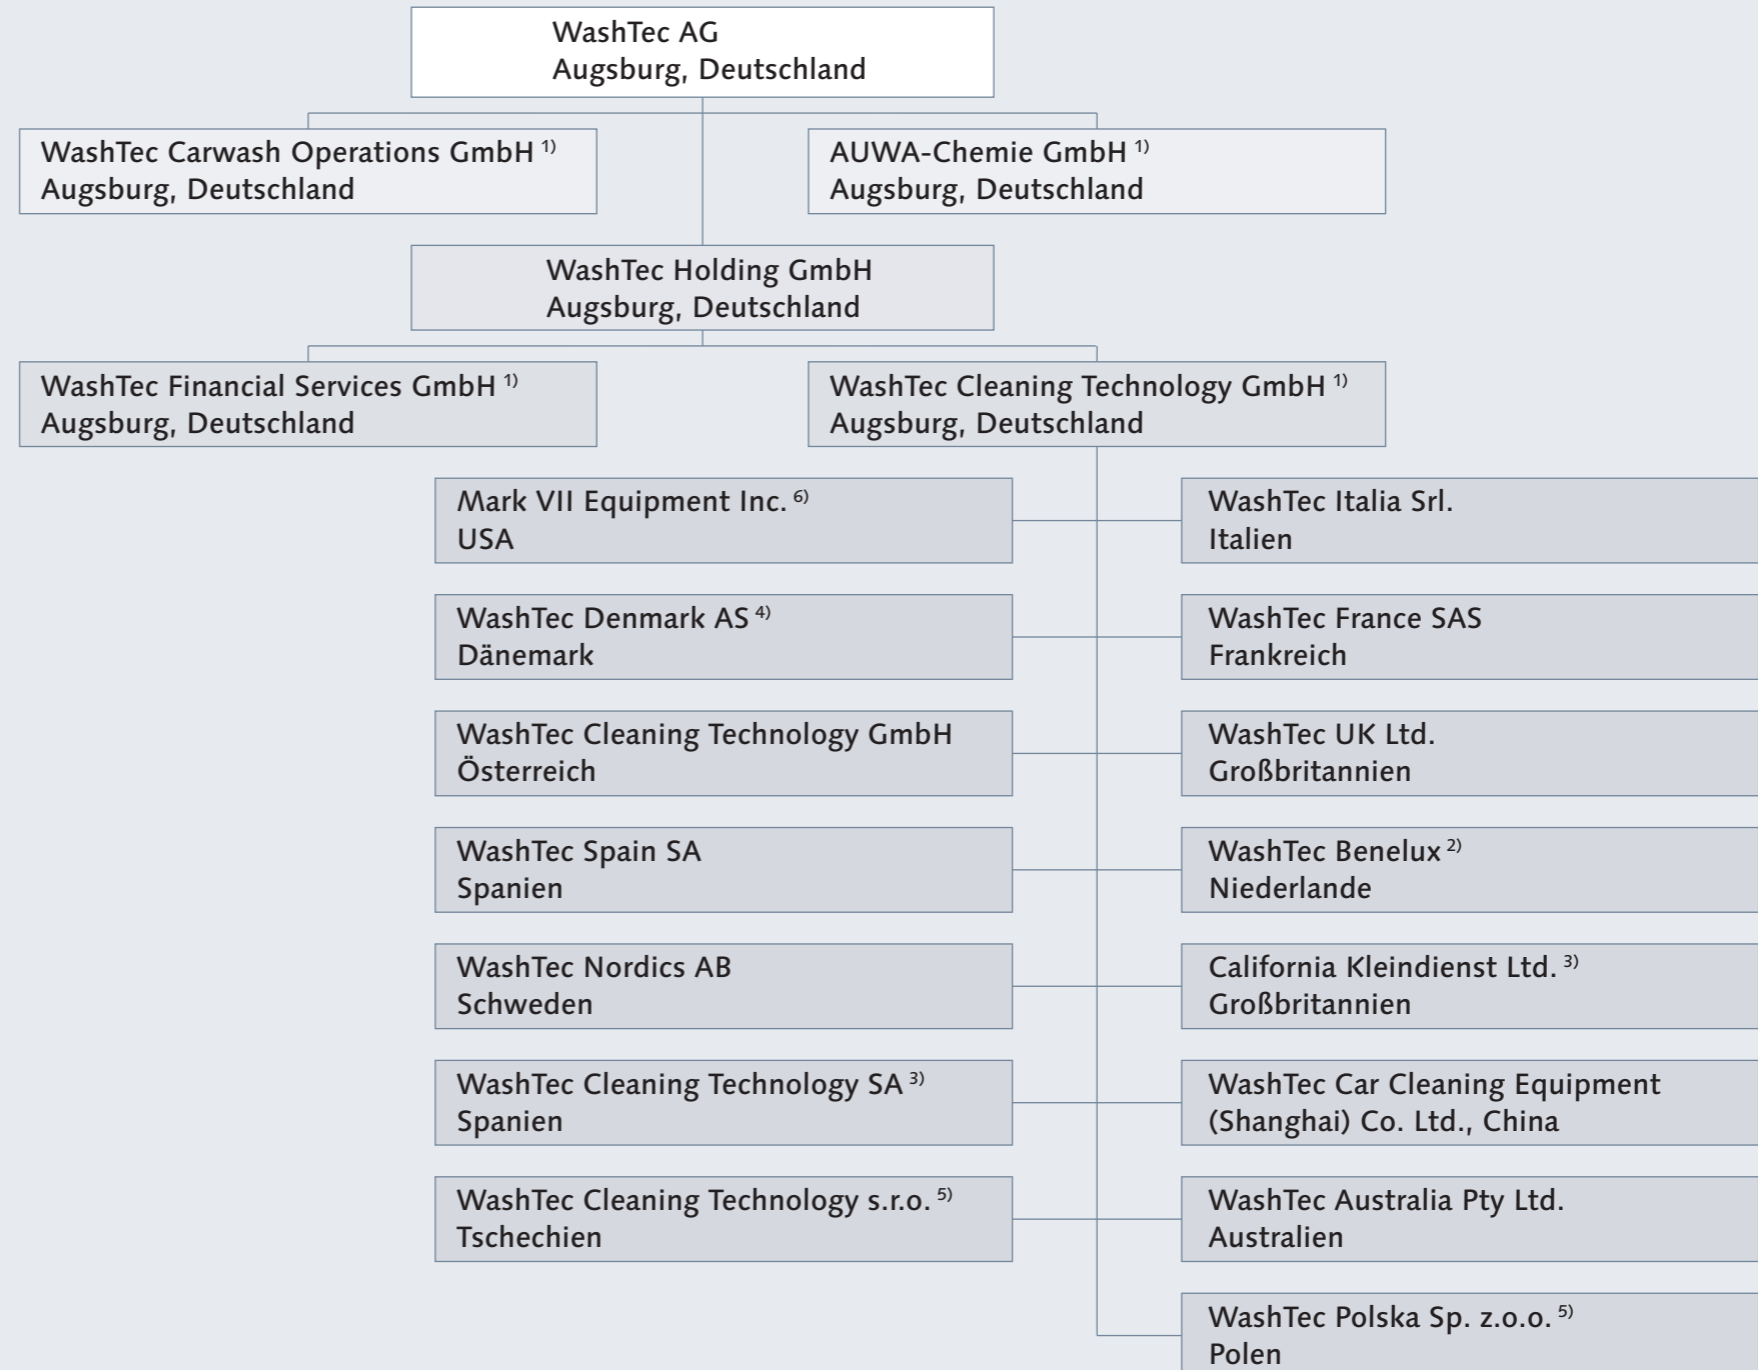 WashTec AG
Augsburg, Deutschland
WashTec Carwash Operations GmbH 1)
Augsburg, Deutschland
AUWA-Chemie GmbH 1)
Augsburg, Deutschland
WashTec Holding GmbH
Augsburg, Deutschland
WashTec Financial Services GmbH 1)
Augsburg, Deutschland
WashTec Cleaning Technology GmbH 1)
Augsburg, Deutschland
Mark VII Equipment Inc. 6)
USA
WashTec Italia Srl.
Italien
WashTec Denmark AS 4)
Dänemark
WashTec France SAS
Frankreich
WashTec Cleaning Technology GmbH
Österreich
WashTec UK Ltd.
Großbritannien
WashTec Spain SA
Spanien
WashTec Benelux 2)
Niederlande
WashTec Nordics AB
Schweden
California Kleindienst Ltd. 3)
Großbritannien
WashTec Cleaning Technology SA 3)
Spanien
WashTec Car Cleaning Equipment
(Shanghai) Co. Ltd., China
WashTec Cleaning Technology s.r.o. 5)
Tschechien
WashTec Australia Pty Ltd.
Australien
WashTec Polska Sp. z.o.o. 5)
Polen